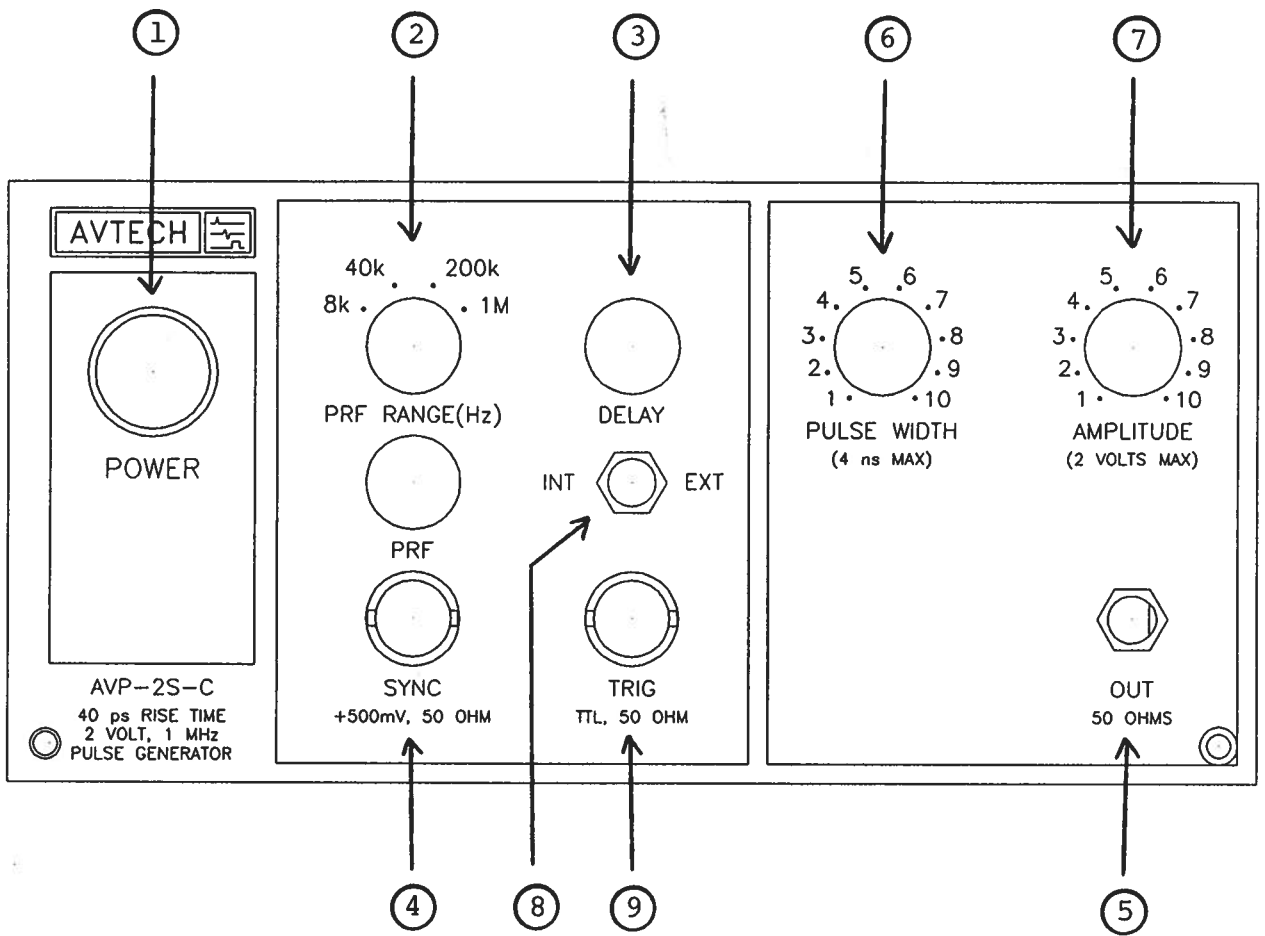 1
2
3
6
7
AVTECH
POWER
AVP-2S-C
40 ps RISE TIME
2 VOLT, 1 MHz
PULSE GENERATOR
8k
40k
200k
1M
PRF RANGE(Hz)
PRF
SYNC
+500mV, 50 OHM
DELAY
INT
EXT
TRIG
TTL, 50 OHM
1
2
3
4
5
6
7
8
9
10
PULSE WIDTH
(4 ns MAX)
1
2
3
4
5
6
7
8
9
10
AMPLITUDE
(2 VOLTS MAX)
OUT
50 OHMS
4
8
9
5